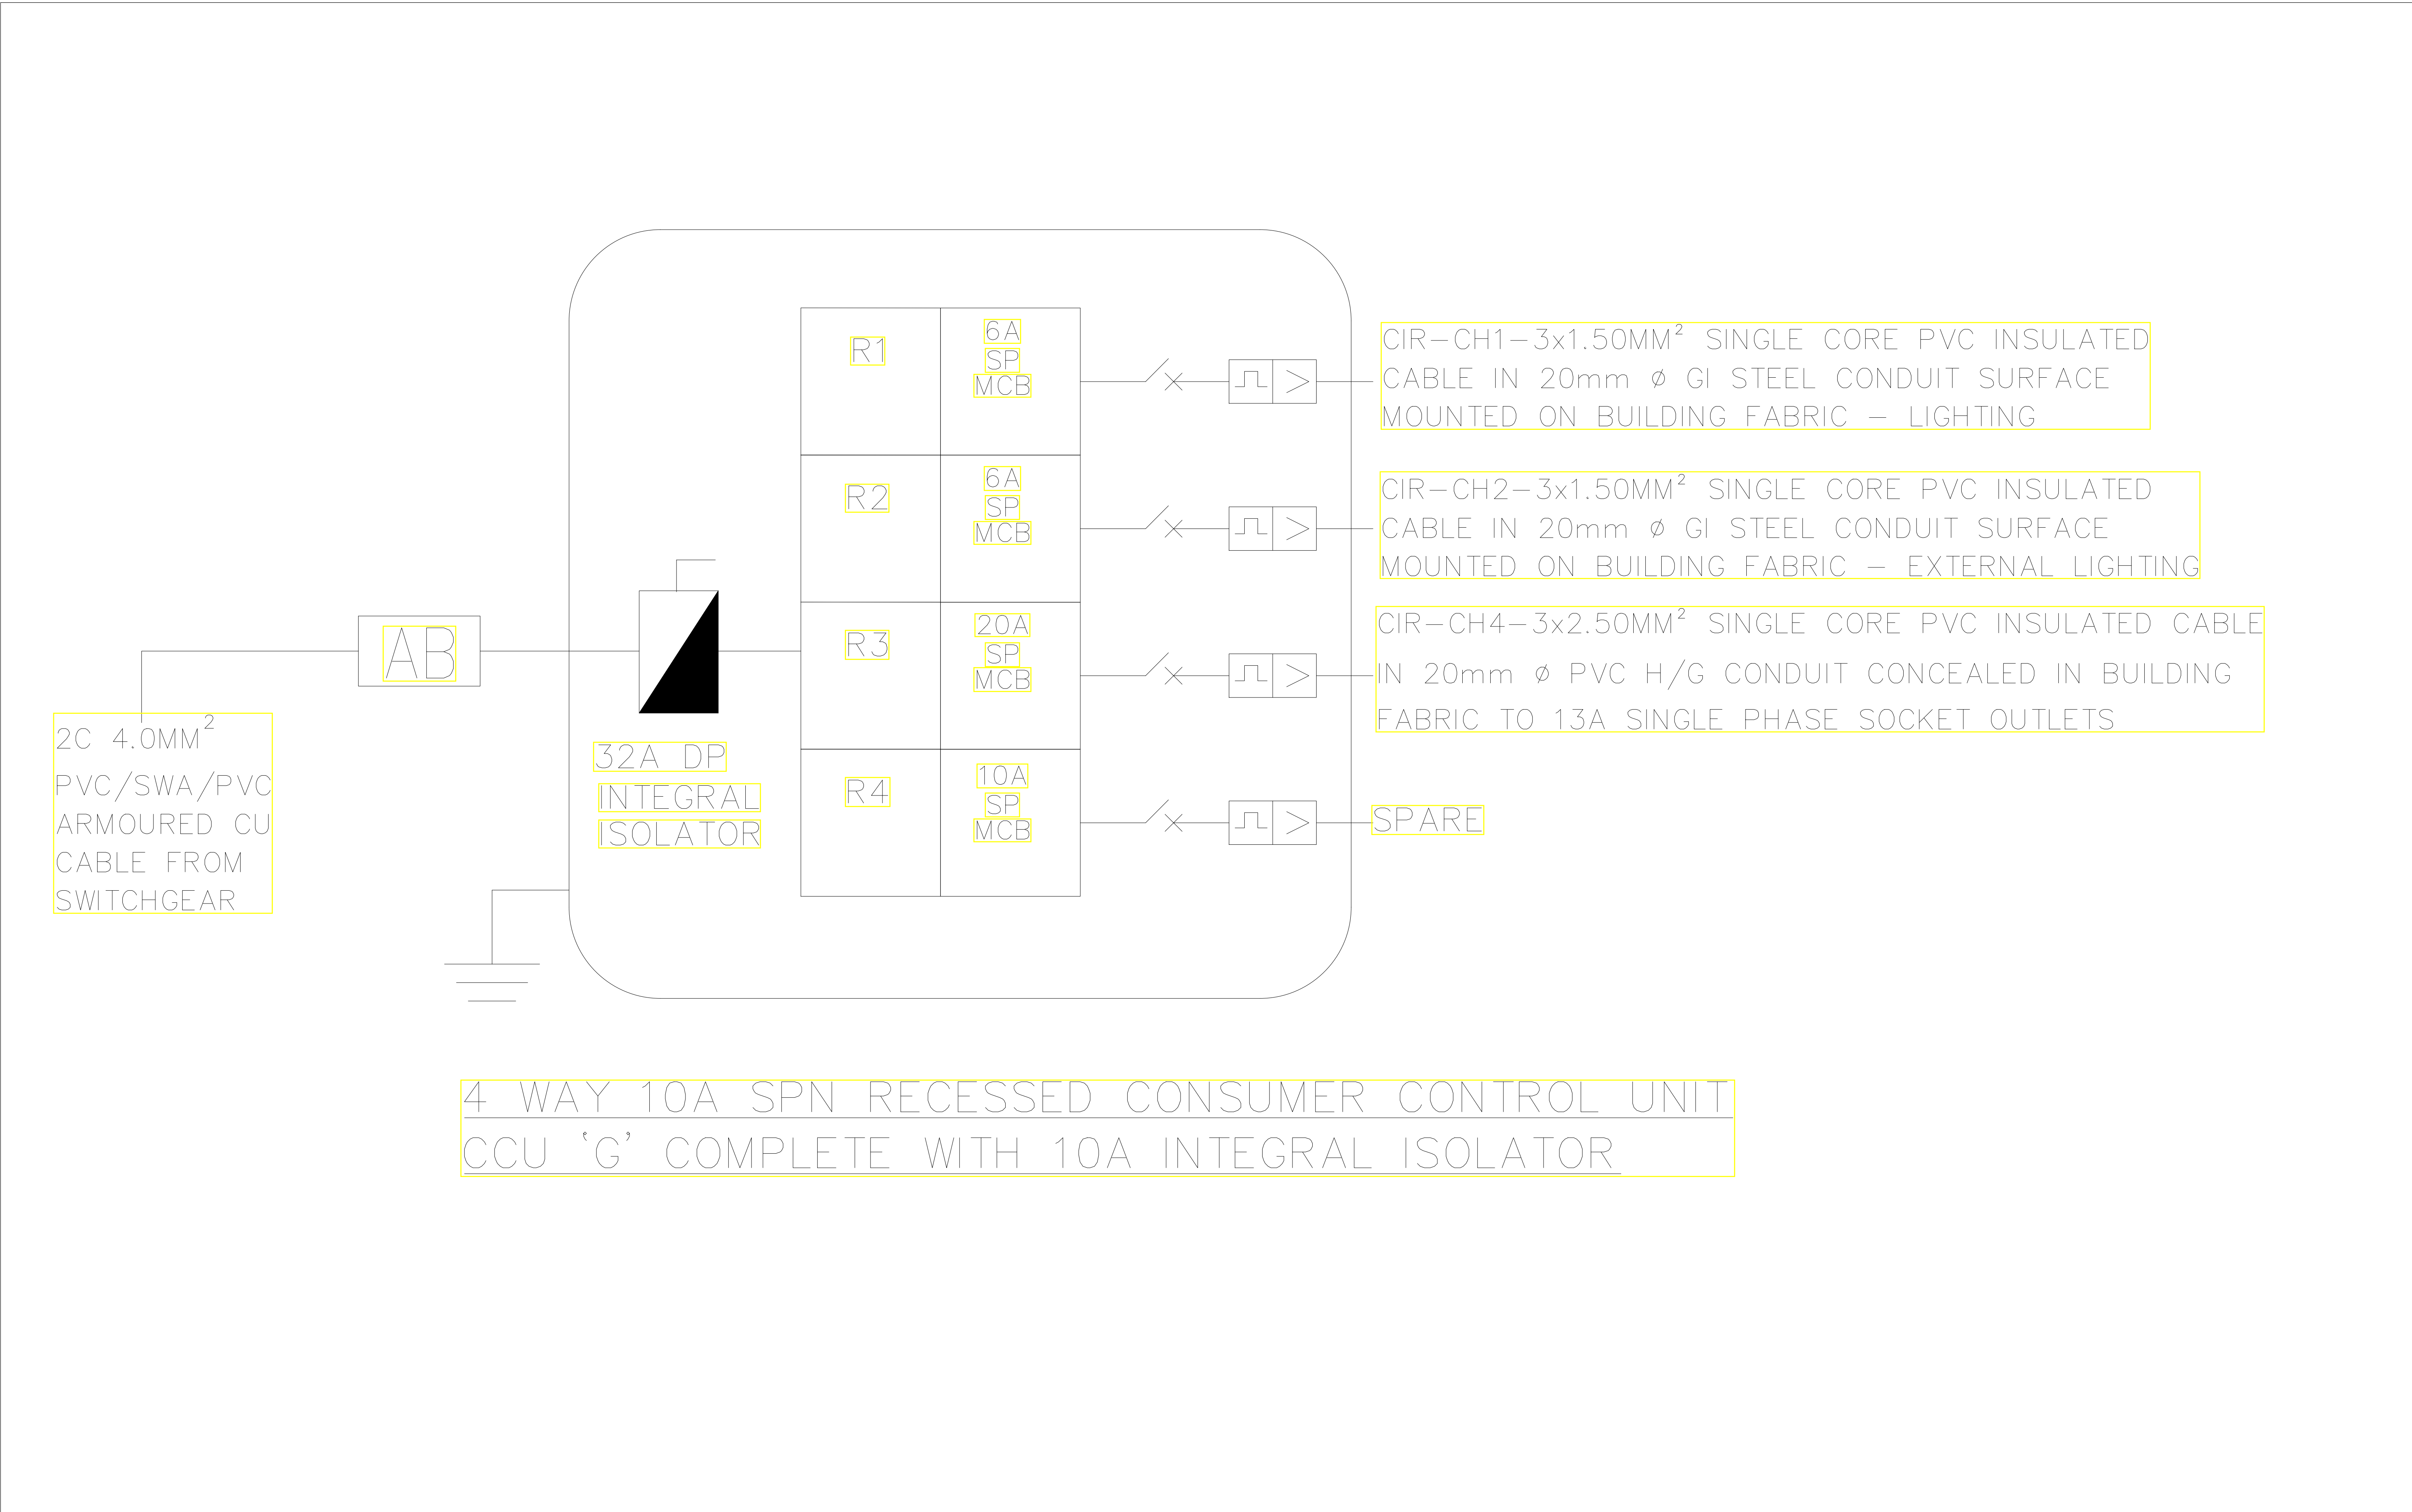 R1
6A
SP
MCB
CIR-CH1-3x1.50MM² SINGLE CORE PVC INSULATED
CABLE IN 20mm ø GI STEEL CONDUIT SURFACE
MOUNTED ON BUILDING FABRIC - LIGHTING
R2
6A
SP
MCB
CIR-CH2-3x1.50MM² SINGLE CORE PVC INSULATED
CABLE IN 20mm ø GI STEEL CONDUIT SURFACE
MOUNTED ON BUILDING FABRIC - EXTERNAL LIGHTING
AB
R3
20A
SP
MCB
CIR-CH4-3x2.50MM² SINGLE CORE PVC INSULATED CABLE
IN 20mm ø PVC H/G CONDUIT CONCEALED IN BUILDING
FABRIC TO 13A SINGLE PHASE SOCKET OUTLETS
2C 4.0MM²
PVC/SWA/PVC
ARMOURED CU
CABLE FROM
SWITCHGEAR
32A DP
INTEGRAL
ISOLATOR
R4
10A
SP
MCB
SPARE
4 WAY 10A SPN RECESSED CONSUMER CONTROL UNIT
CCU ‘G’ COMPLETE WITH 10A INTEGRAL ISOLATOR